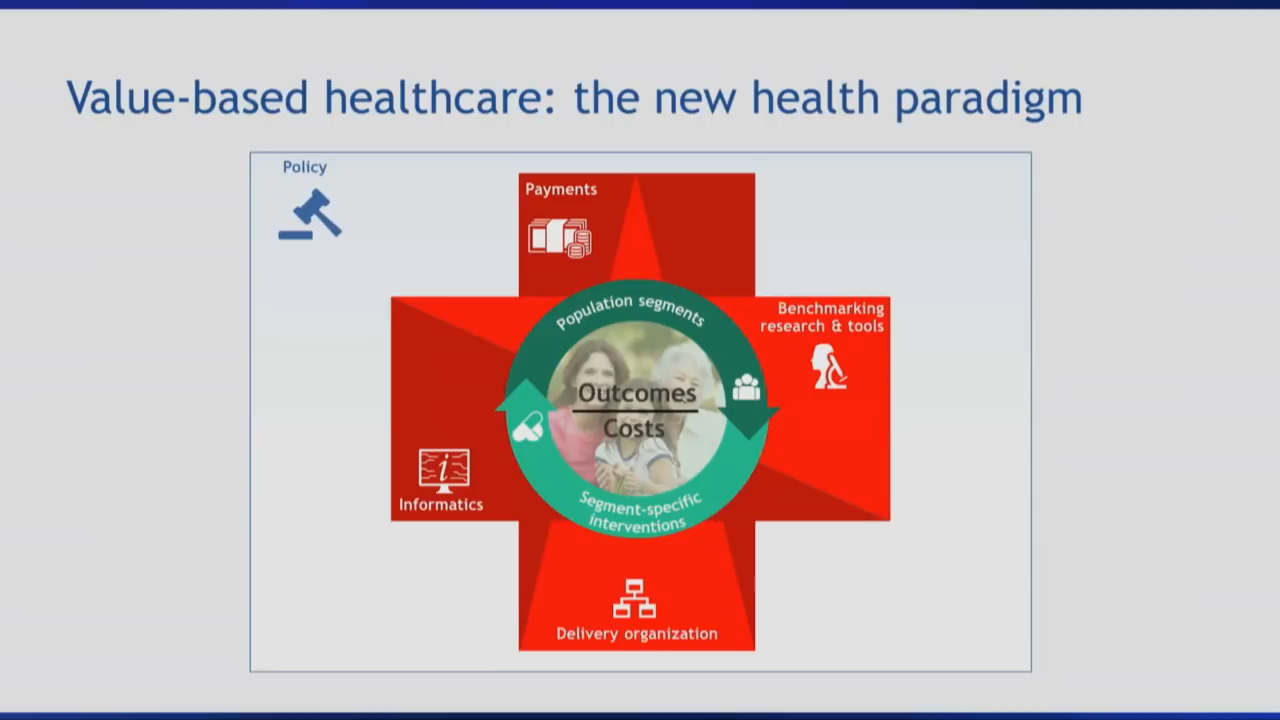 Value-based healthcare: the new health paradigm
Policy
Payments
Benchmarking
research & tools
Population segments
Outcomes
Costs
Segment-specific
interventions
i
Informatics
Delivery organization